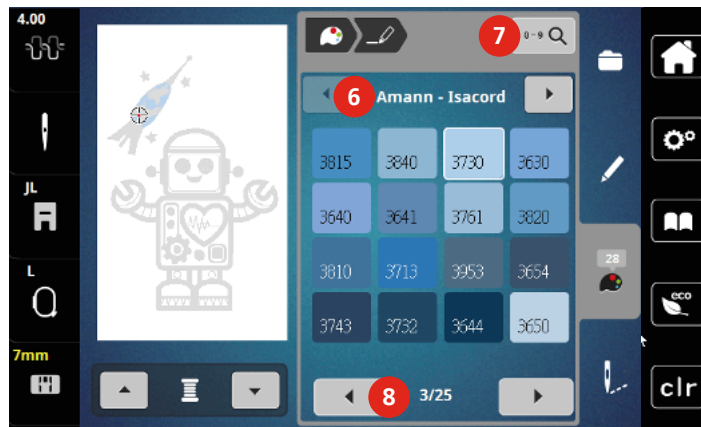 4.00
7
0-9
6
Amann - Isacord
3815 3840 3730 3630
JL
3640 3641 3761 3820
28
L
3810 3713 3953 3654
eco
3743 3732 3644 3650
7mm
8
3/25
clr